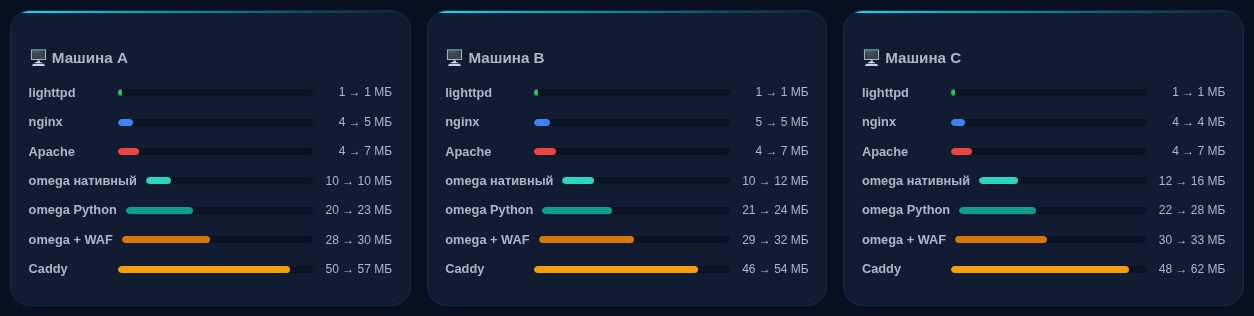 Машина A
lighttpd 1 → 1 МБ
nginx 4 → 5 МБ
Apache 4 → 7 МБ
omega нативный 10 → 10 МБ
omega Python 20 → 23 МБ
omega + WAF 28 → 30 МБ
Caddy 50 → 57 МБ
Машина B
lighttpd 1 → 1 МБ
nginx 5 → 5 МБ
Apache 4 → 7 МБ
omega нативный 10 → 12 МБ
omega Python 21 → 24 МБ
omega + WAF 29 → 32 МБ
Caddy 46 → 54 МБ
Машина C
lighttpd 1 → 1 МБ
nginx 4 → 4 МБ
Apache 4 → 7 МБ
omega нативный 12 → 16 МБ
omega Python 22 → 28 МБ
omega + WAF 30 → 33 МБ
Caddy 48 → 62 МБ